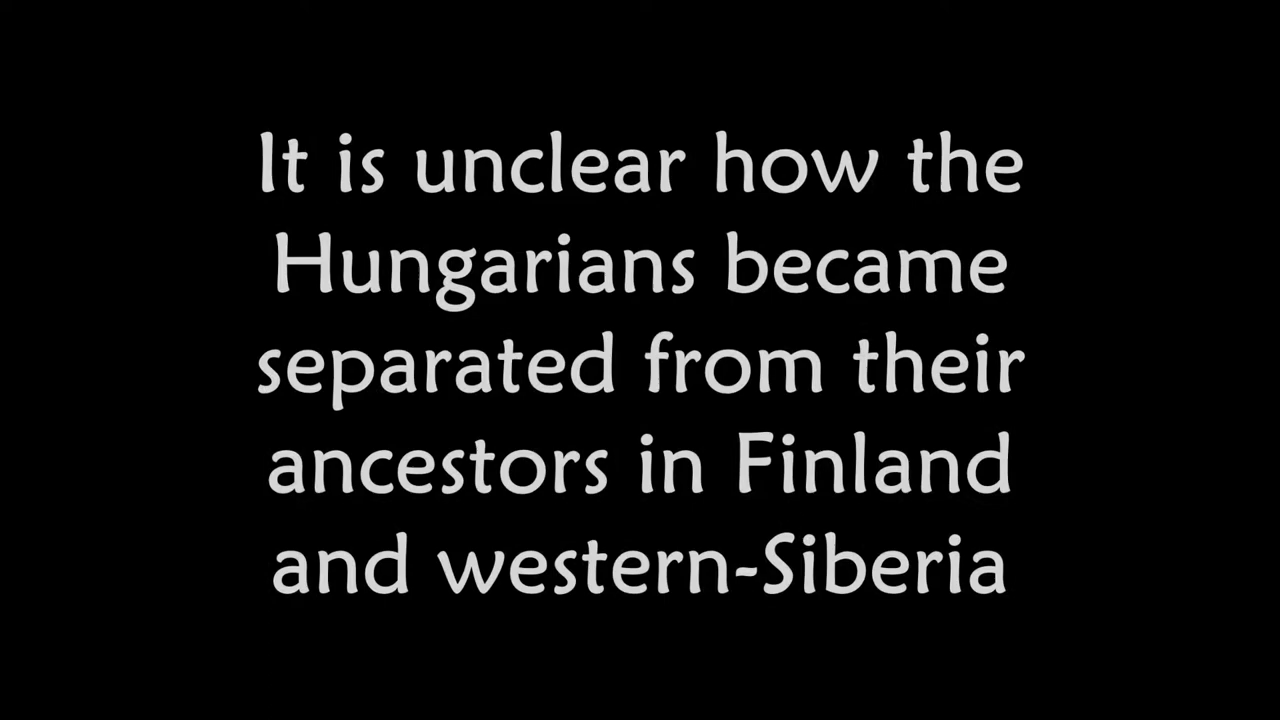 It is unclear how the
Hungarians became
separated from their
ancestors in Finland
and western-Siberia